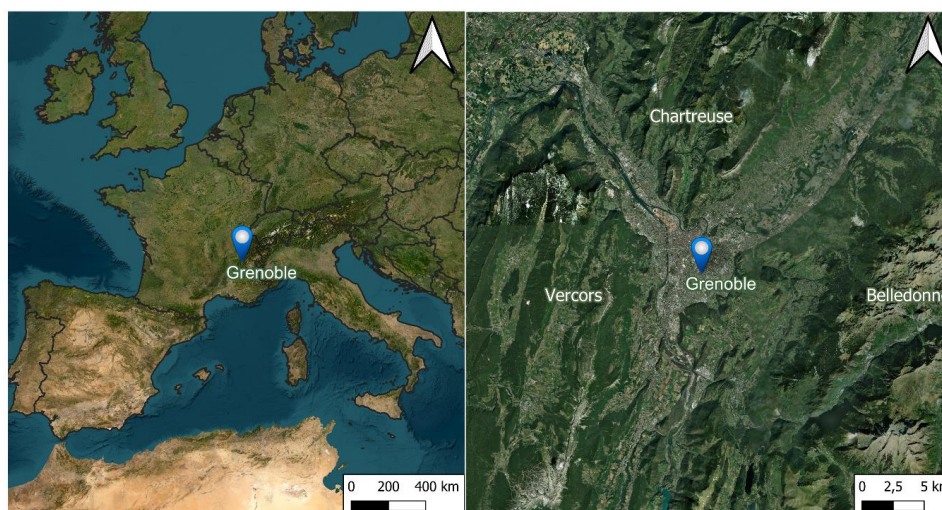 Grenoble
0 200 400 km
Chartreuse
Grenoble
Vercors
Belledonn
0 2,5 5 k